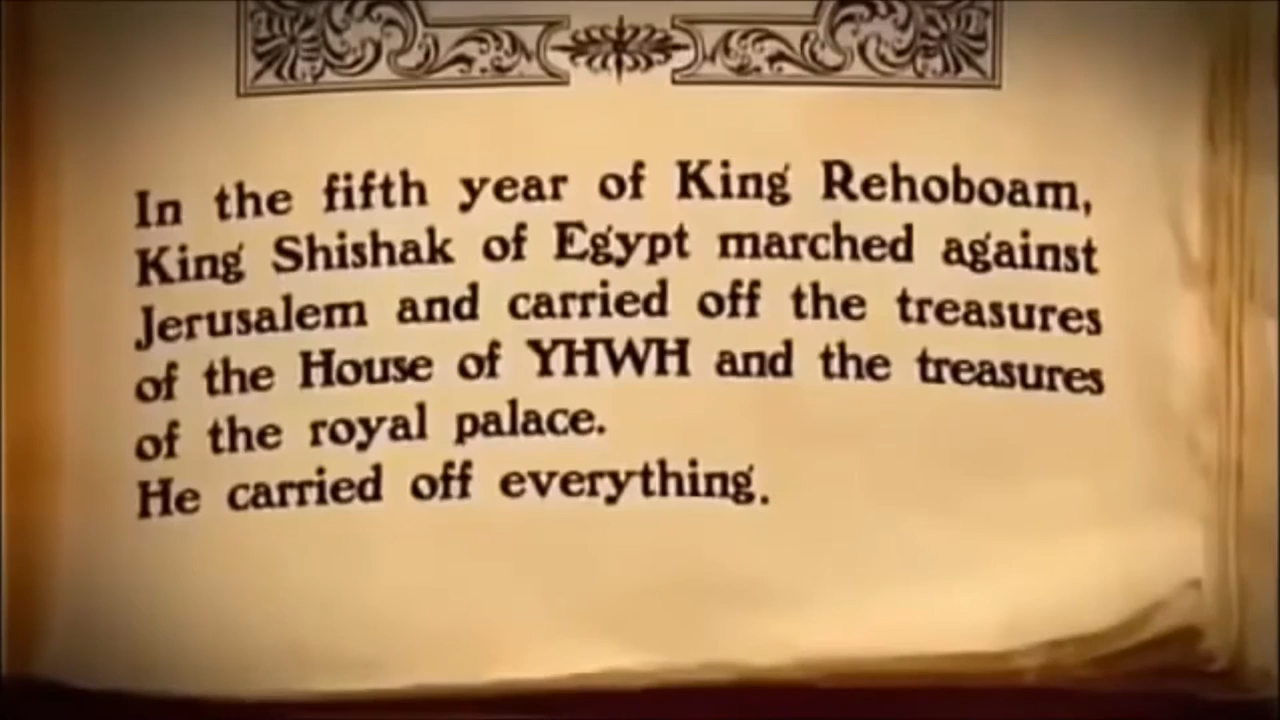 In the fifth year of King Rehoboam,
King Shishak of Egypt marched against
Jerusalem and carried off the treasures
of the House of YHWH and the treasures
of the royal palace.
He carried off everything.